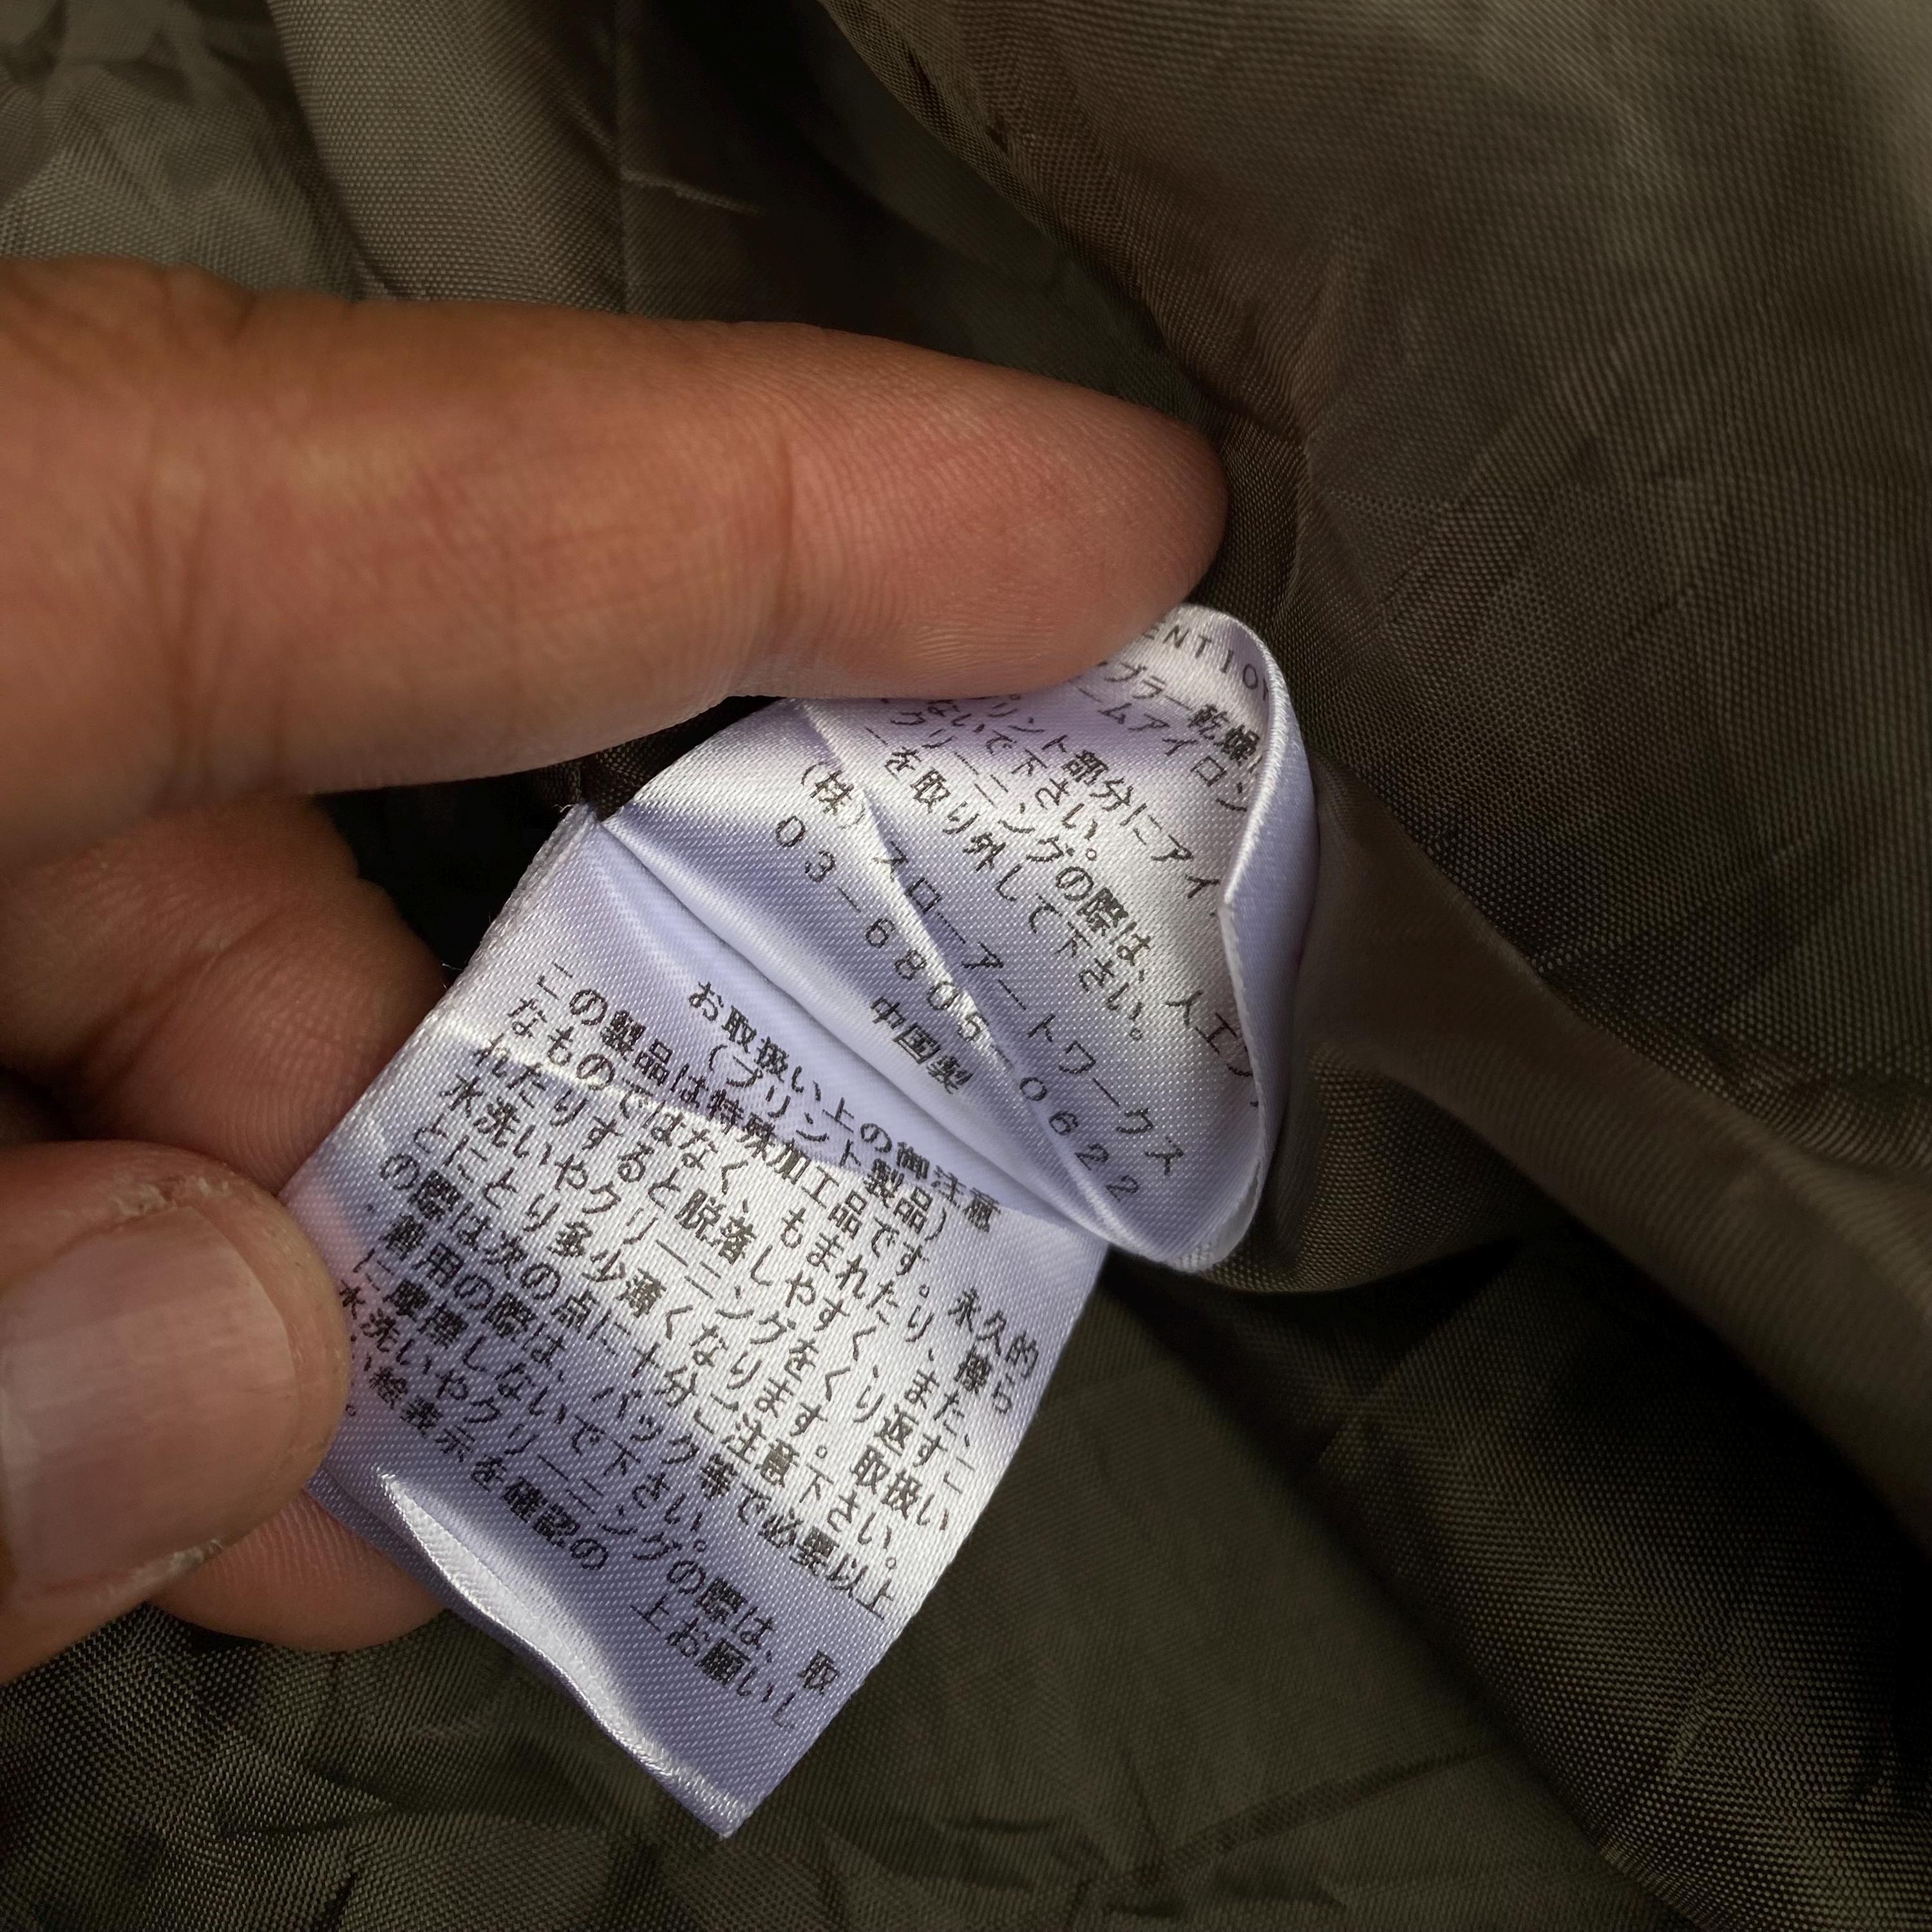 ENTIO
ブラー乾燥
ームアイロン
リント部分にアイ
ないで下さい。
クリーニングの際は、人工
を取り外して下さい。
(株)スローアートワークス
03-6805-0622
中国製
お取扱い上の御注意
(プリント製品)
この製品は特殊加工品です。永久的
なものではなく、もまれたり、擦ら
れたりすると脱落しやすく、また、
水洗いやクリーニングをくり返すこ
とにとり多少薄くなります。取扱い
の際は次の点に十分ご注意下さい。
・着用の際は、バック等で必要以上
に摩擦しないで下さい。
水洗いやクリーニングの際は、取
い絵表示を確認の上お願いし
。